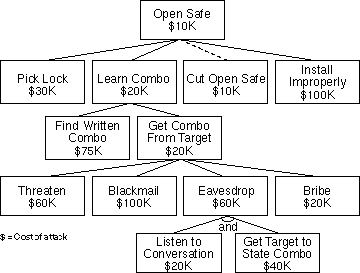 Open Safe
$10K
Pick Lock
$30K
Learn Combo
$20K
Cut Open Safe
$10K
Install
Improperly
$100K
Find Written
Combo
$75K
Get Combo
From Target
$20K
Threaten
$60K
Blackmail
$100K
Eavesdrop
$60K
Bribe
$20K
and
$ = Cost of attack
Listen to
Conversation
$20K
Get Target to
State Combo
$40K